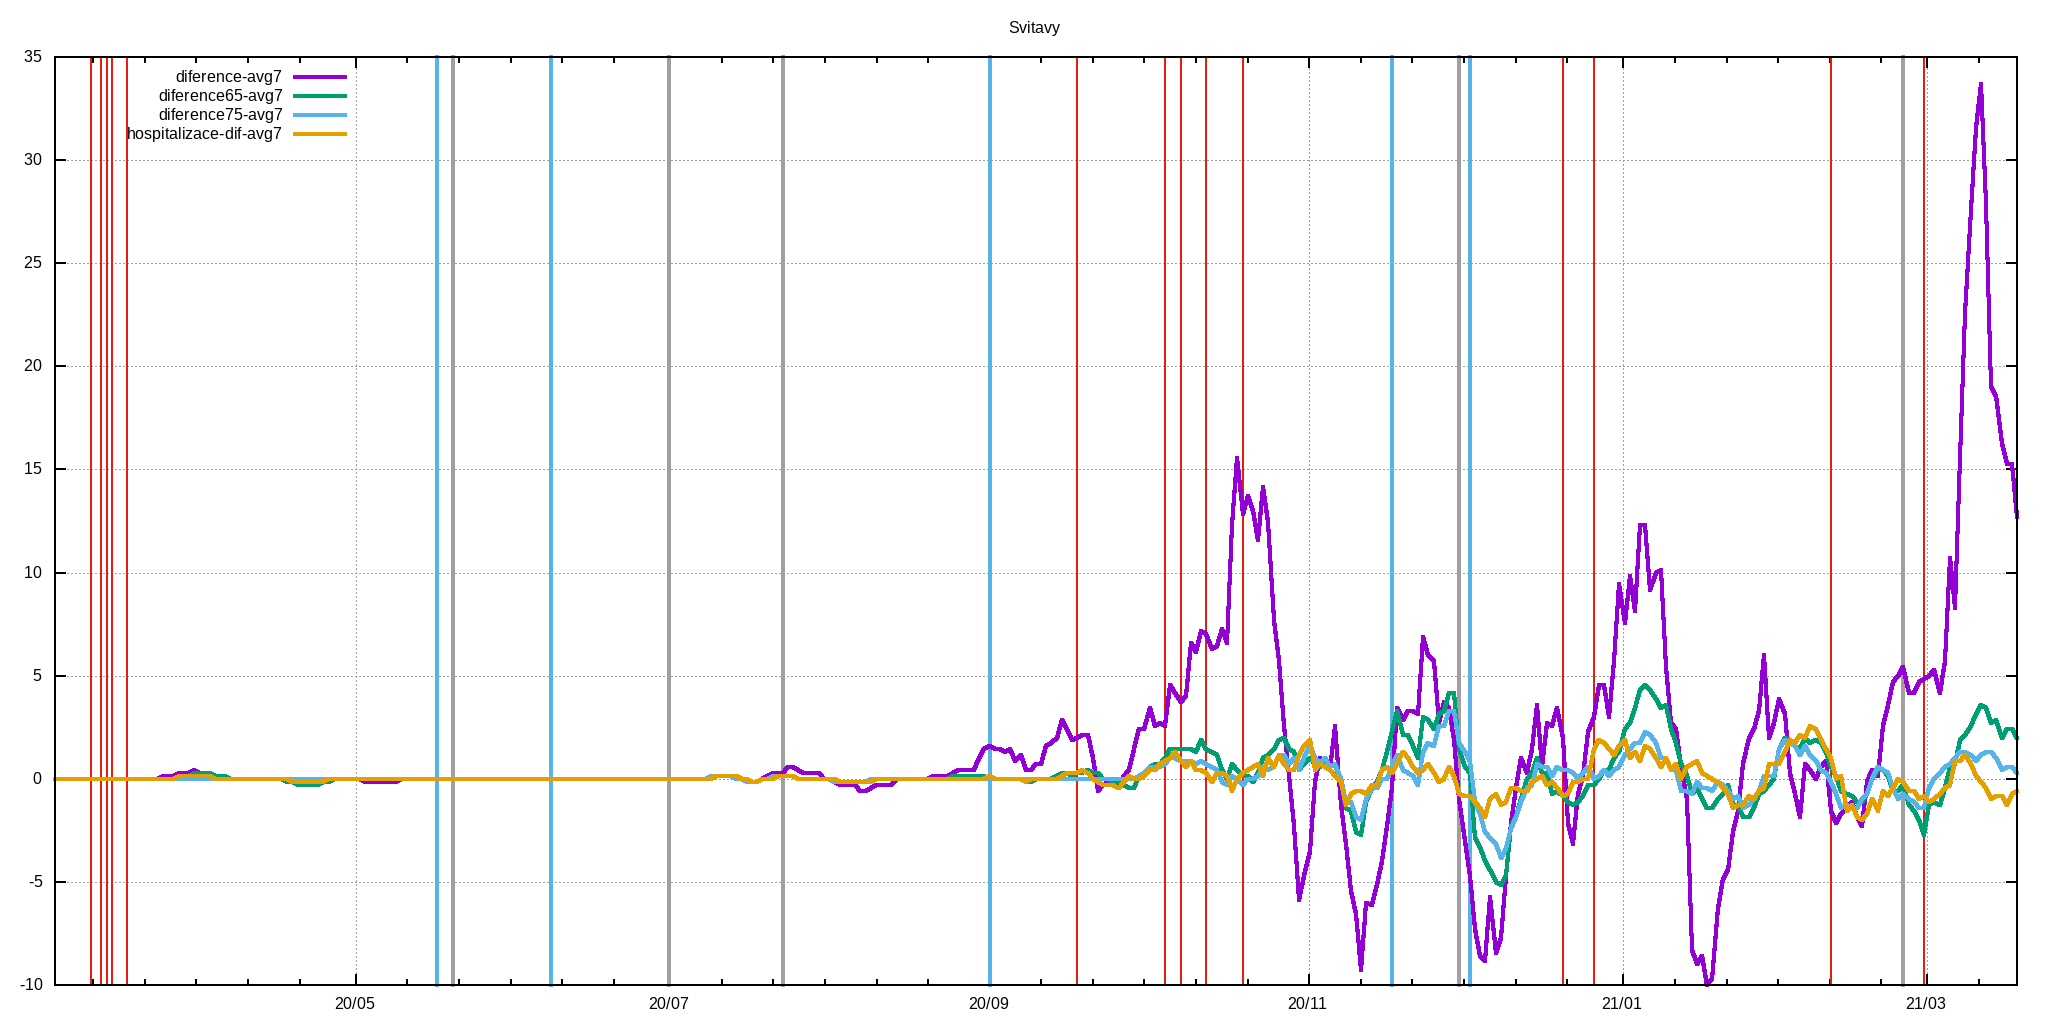 Svitavy
35
30
25
20
15
10
5
0
-5
-10
diference-avg7
diference65-avg7
diference75-avg7
hospitalizace-dif-avg7
20/05 20/07 20/09 20/11 21/01 21/03